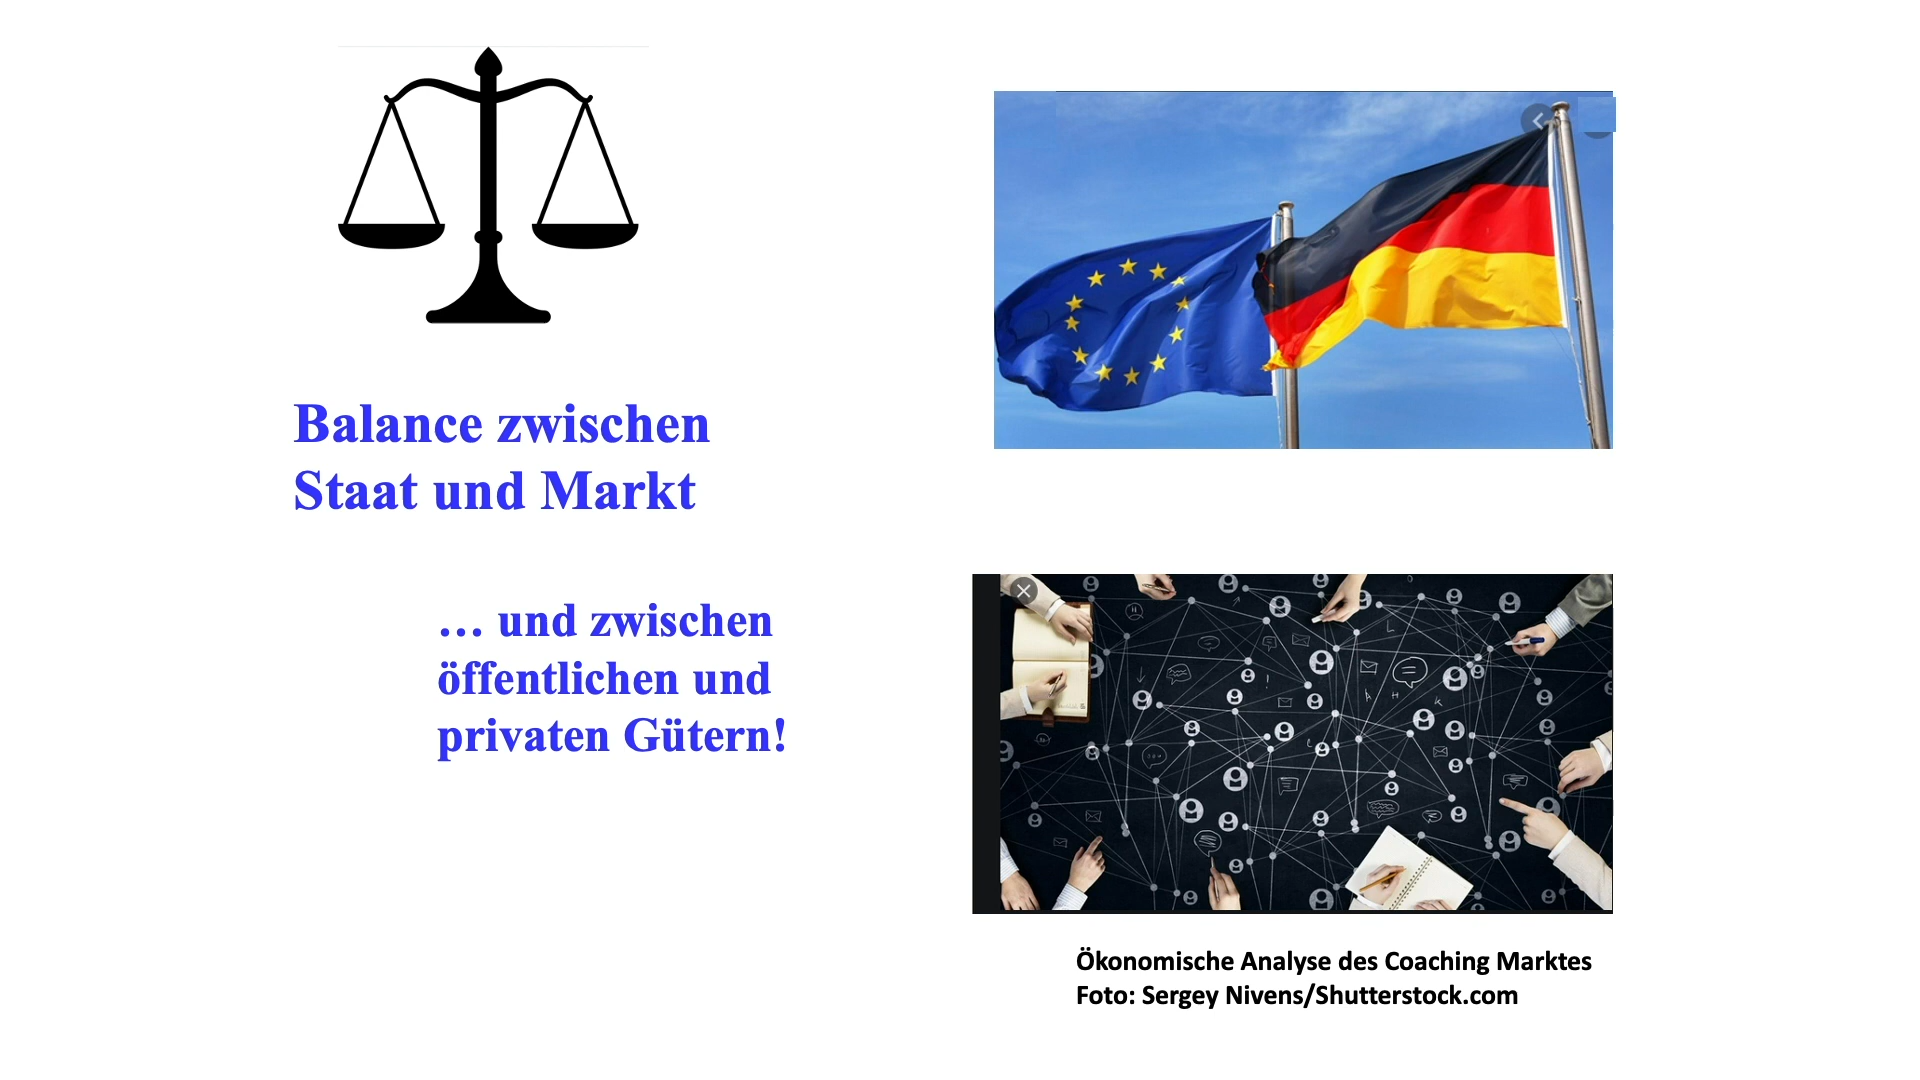 Balance zwischen
Staat und Markt
… und zwischen
öffentlichen und
privaten Gütern!
Ökonomische Analyse des Coaching Marktes
Foto: Sergey Nivens/Shutterstock.com